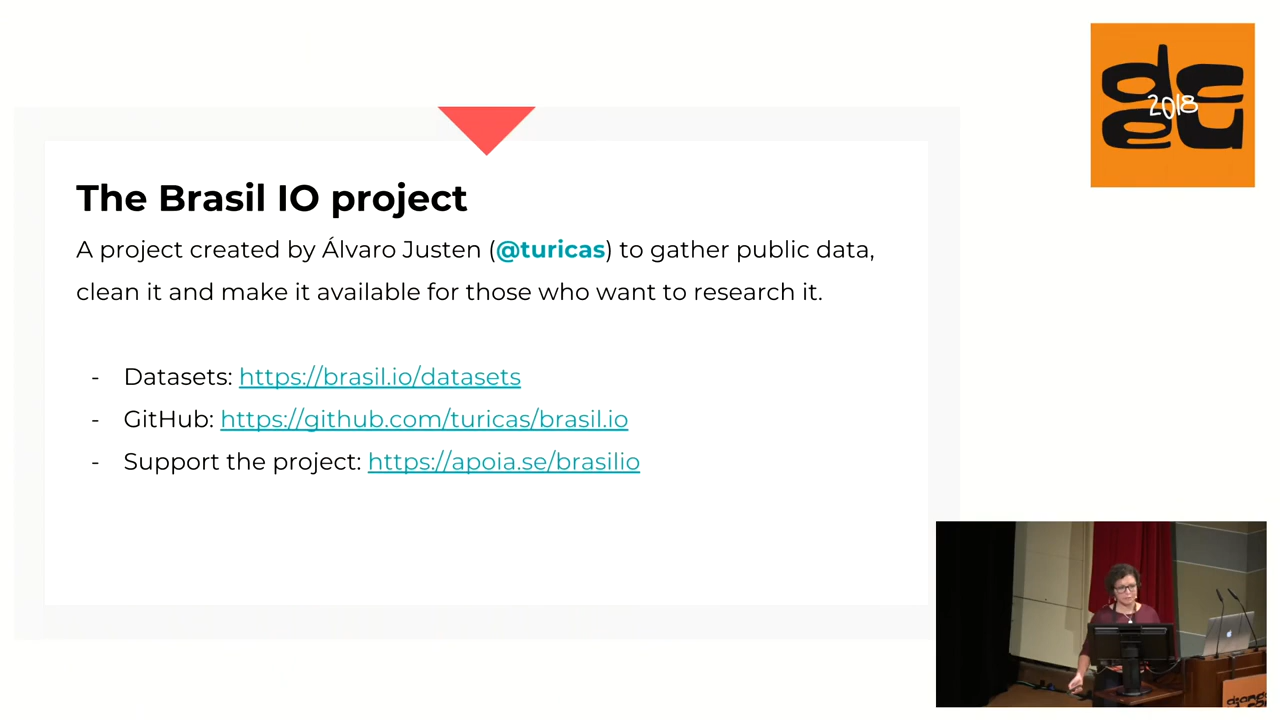 The Brasil IO project
A project created by Álvaro Justen (@turicas) to gather public data,
clean it and make it available for those who want to research it.
- Datasets: https://brasil.io/datasets
- GitHub: https://github.com/turicas/brasil.io
- Support the project: https://apoia.se/brasilio
dc
2018
eu